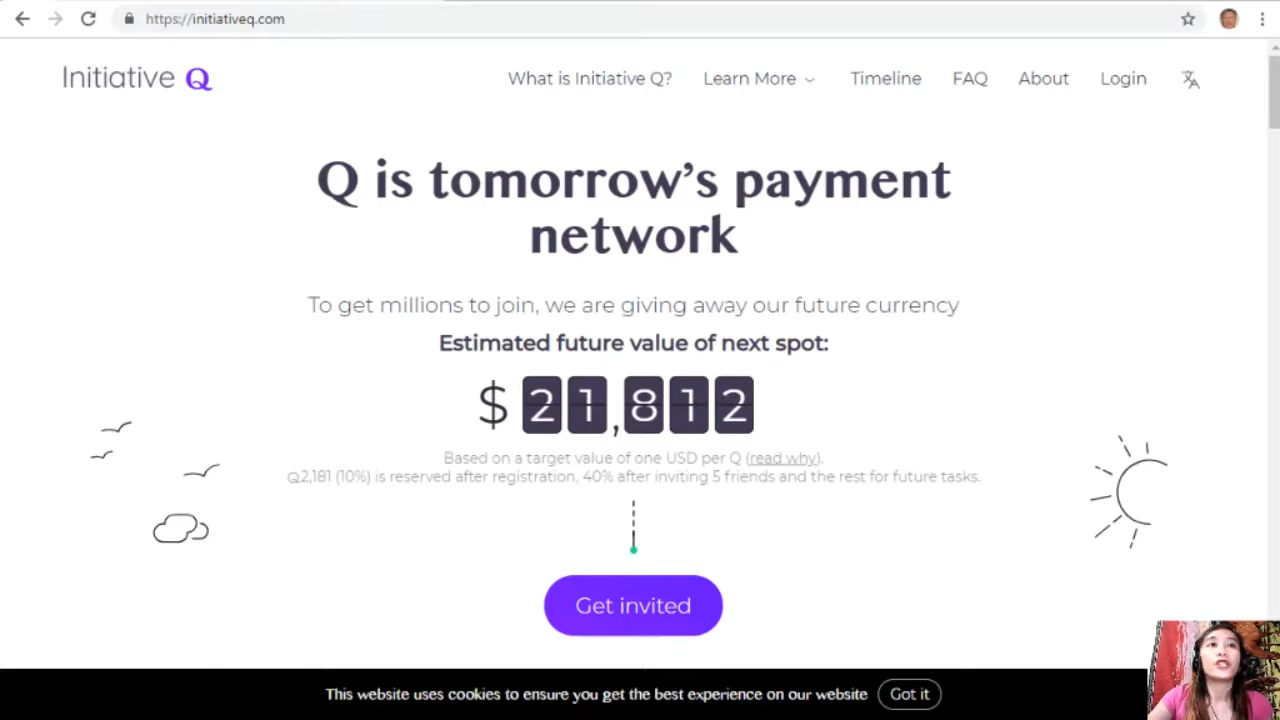 https://initiativeq.com
Initiative Q
What is Initiative Q? Learn More Timeline FAQ About Login
Q is tomorrow's payment
network
To get millions to join, we are giving away our future currency
Estimated future value of next spot:
$ 21,812
Based on a target value of one USD per Q (read why).
Q2,181 (10%) is reserved after registration, 40% after inviting 5 friends and the rest for future tasks.
Get invited
This website uses cookies to ensure you get the best experience on our website Got it